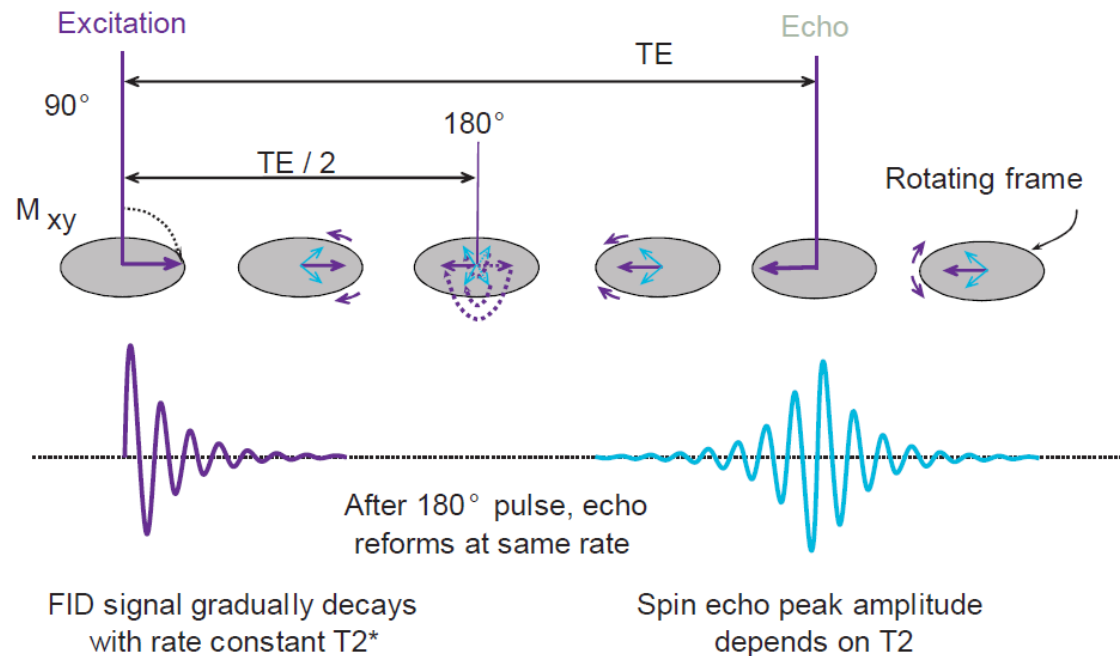 Excitation
Echo
TE
90°
180°
TE / 2
Rotating frame
M xy
After 180° pulse, echo
reforms at same rate
FID signal gradually decays
with rate constant T2*
Spin echo peak amplitude
depends on T2